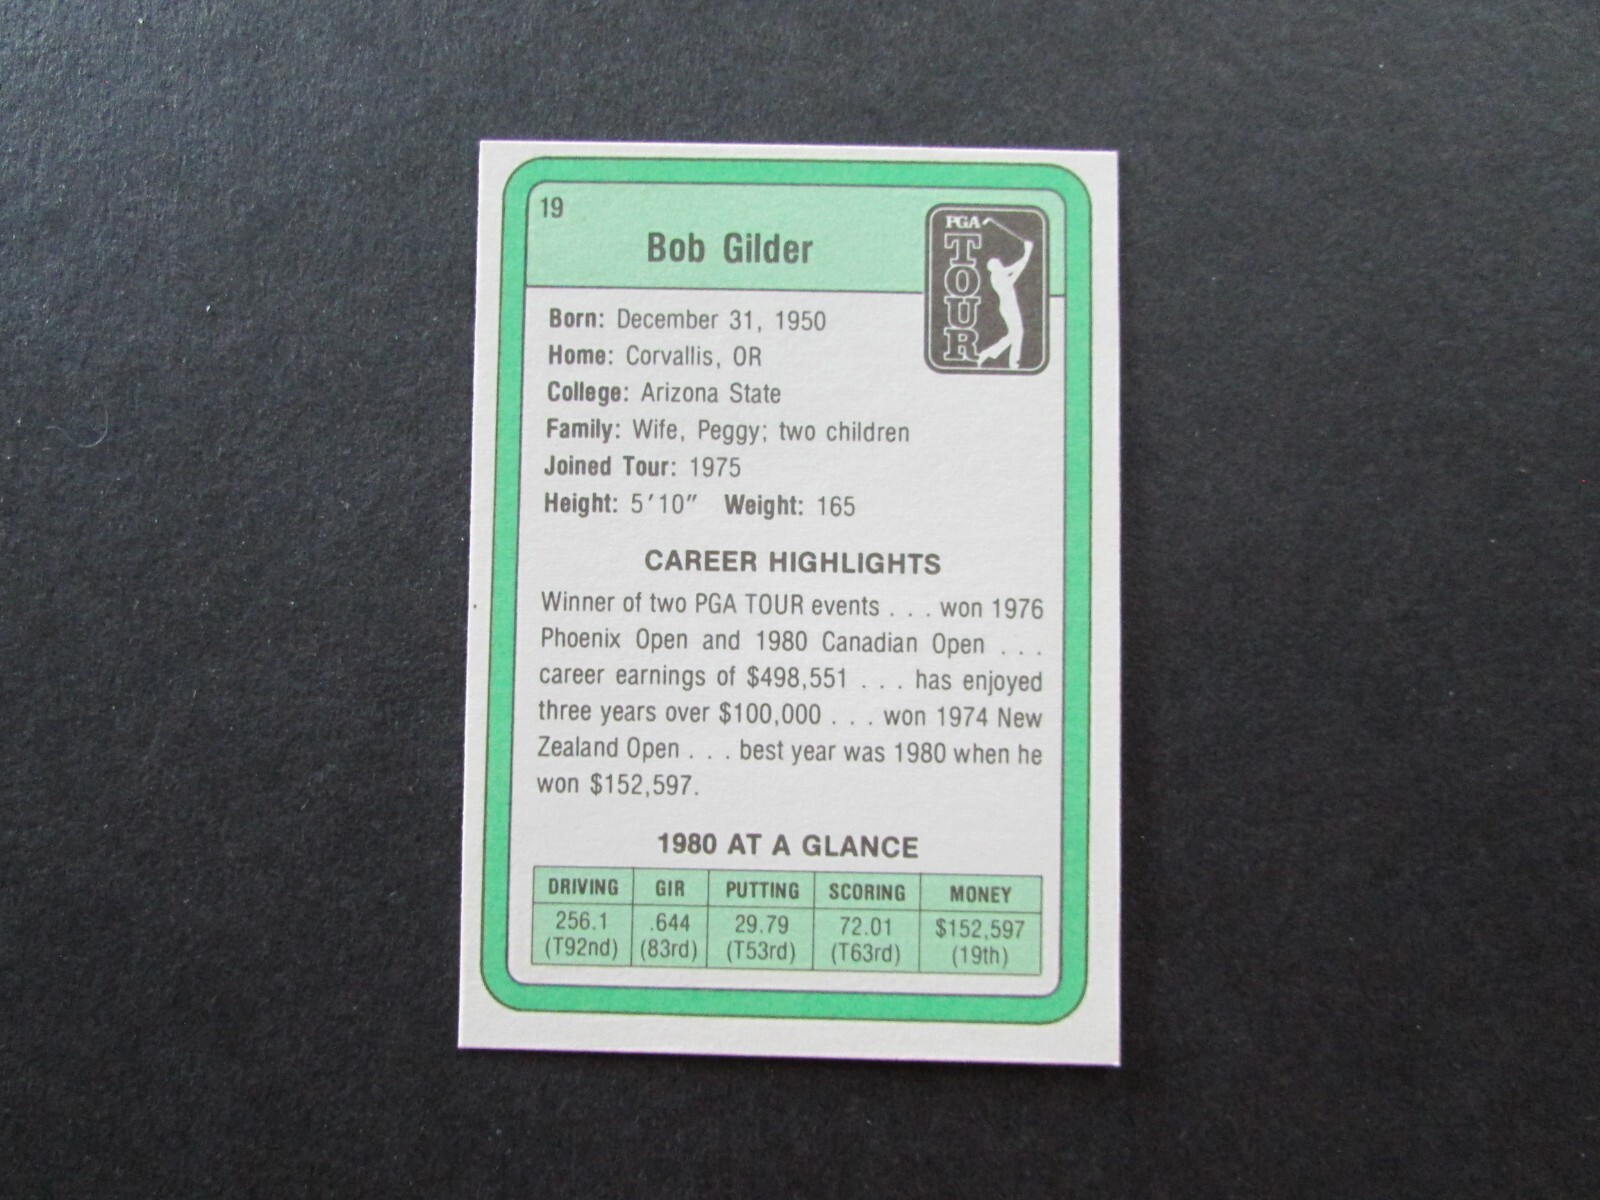 19
Bob Gilder
PGA
TOUR
Born: December 31, 1950
Home: Corvallis, OR
College: Arizona State
Family: Wife, Peggy; two children
Joined Tour: 1975
Height: 5'10" Weight: 165
CAREER HIGHLIGHTS
Winner of two PGA TOUR events . . . won 1976
Phoenix Open and 1980 Canadian Open . . .
career earnings of $498,551 . . . has enjoyed
three years over $100,000 . . . won 1974 New
Zealand Open . . . best year was 1980 when he
won $152,597.
1980 AT A GLANCE
DRIVING GIR PUTTING SCORING MONEY
256.1 .644 29.79 72.01 $152,597
(T92nd) (83rd) (T53rd) (T63rd) (19th)